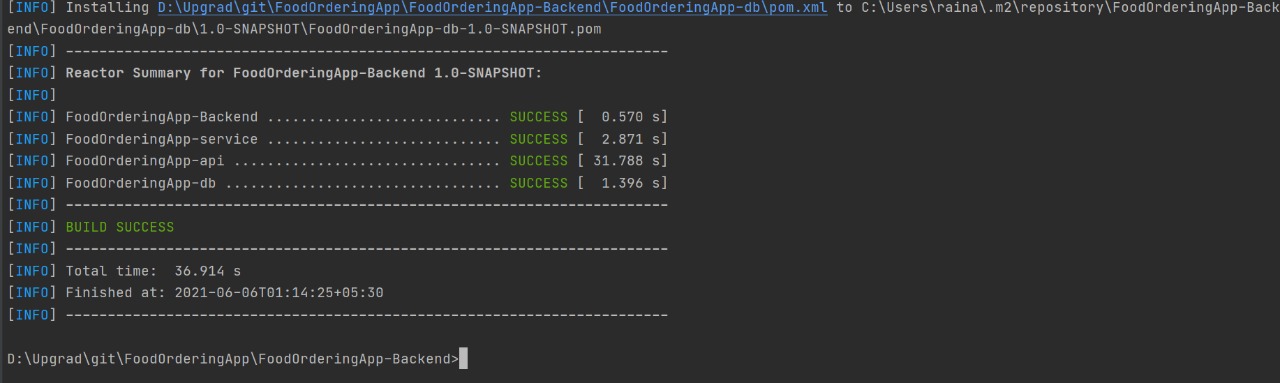 [INFO] Installing D:\Upgrad\git\FoodOrderingApp\FoodOrderingApp-Backend\FoodOrderingApp-db\pom.xml to C:\Users\raina\.m2\repository\FoodOrderingApp-Back
end\FoodOrderingApp-db\1.0-SNAPSHOT\FoodOrderingApp-db-1.0-SNAPSHOT.pom
[INFO] ------------------------------------------------------------------------
[INFO] Reactor Summary for FoodOrderingApp-Backend 1.0-SNAPSHOT:
[INFO]
[INFO] FoodOrderingApp-Backend ............................ SUCCESS [  0.570 s]
[INFO] FoodOrderingApp-service ............................ SUCCESS [  2.871 s]
[INFO] FoodOrderingApp-api ................................ SUCCESS [ 31.788 s]
[INFO] FoodOrderingApp-db ................................. SUCCESS [  1.396 s]
[INFO] ------------------------------------------------------------------------
[INFO] BUILD SUCCESS
[INFO] ------------------------------------------------------------------------
[INFO] Total time:  36.914 s
[INFO] Finished at: 2021-06-06T01:14:25+05:30
[INFO] ------------------------------------------------------------------------
D:\Upgrad\git\FoodOrderingApp\FoodOrderingApp-Backend>